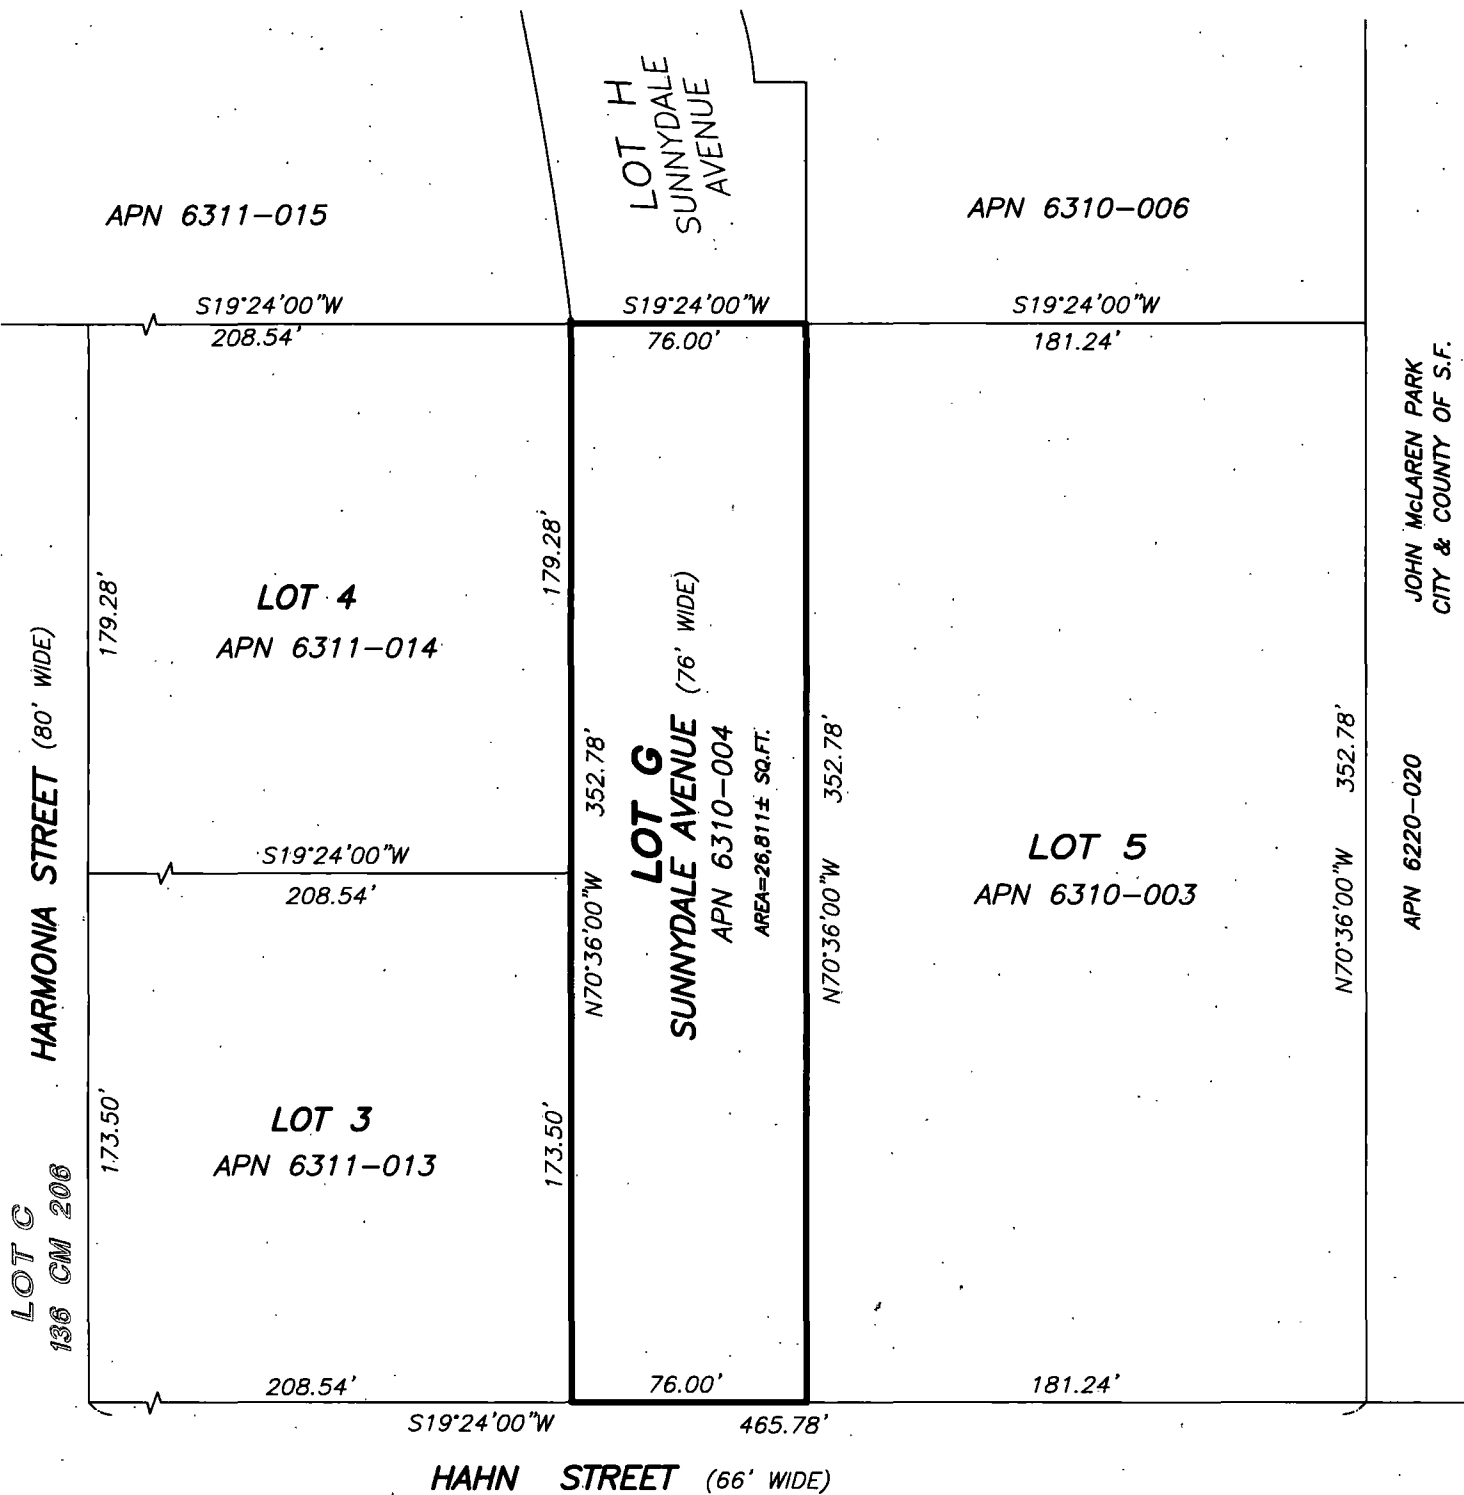 LOT H
SUNNYDALE
AVENUE
APN 6311-015
APN 6310-006
S19°24'00"W
208.54'
S19°24'00"W
76.00'
S19°24'00"W
181.24'
JOHN McLAREN PARK
CITY & COUNTY OF S.F.
APN 6220-020
HARMONIA STREET (80' WIDE)
179.28'
LOT 4
APN 6311-014
179.28'
S19°24'00"W
208.54'
N70°36'00"W 352.78'
LOT G
SUNNYDALE AVENUE (76' WIDE)
APN 6310-004
AREA=26,811± SQ.FT.
N70°36'00"W 352.78'
LOT 5
APN 6310-003
N70°36'00"W 352.78'
LOT C
136 CM 206
173.50'
LOT 3
APN 6311-013
173.50'
208.54'
76.00'
181.24'
S19°24'00"W 465.78'
HAHN STREET (66' WIDE)